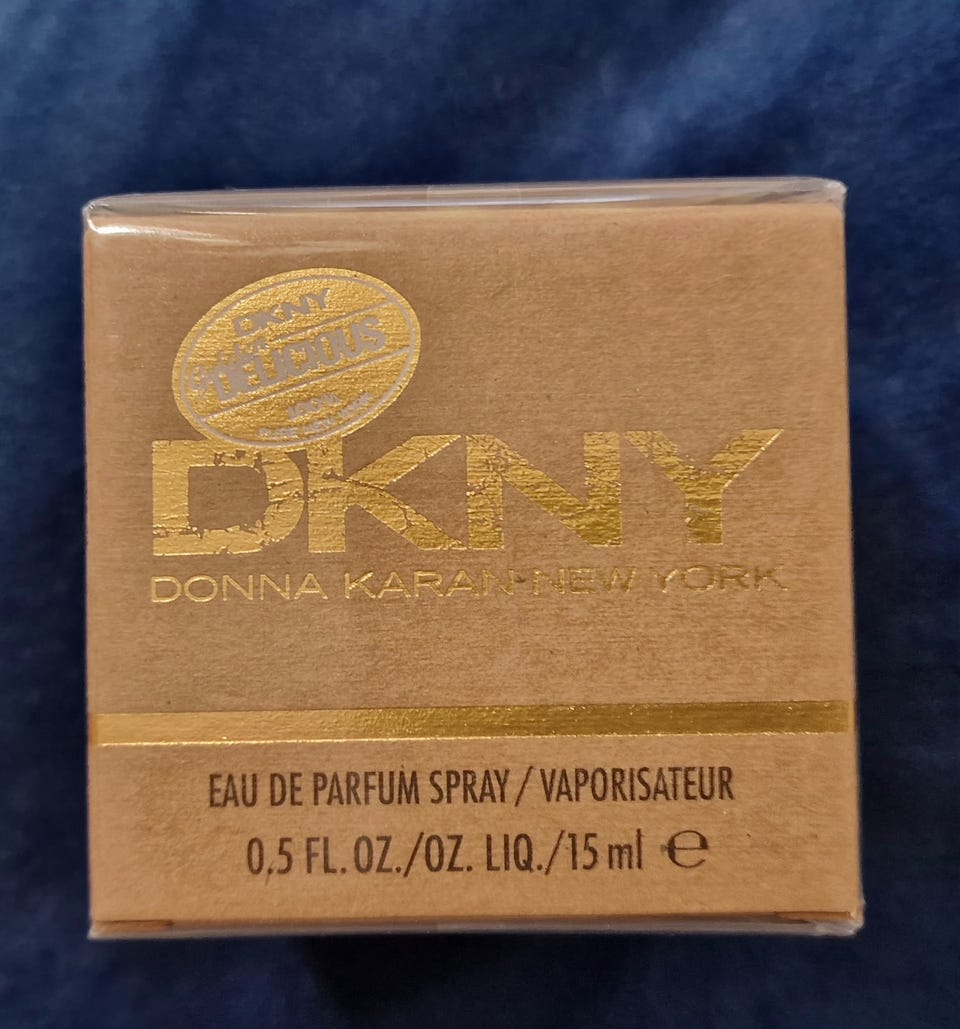 DKNY
DELICIOUS
100%
DKNY
DONNA KARAN NEW YORK
EAU DE PARFUM SPRAY / VAPORISATEUR
0.5 FL. OZ./OZ. LIQ./15 ml ℮